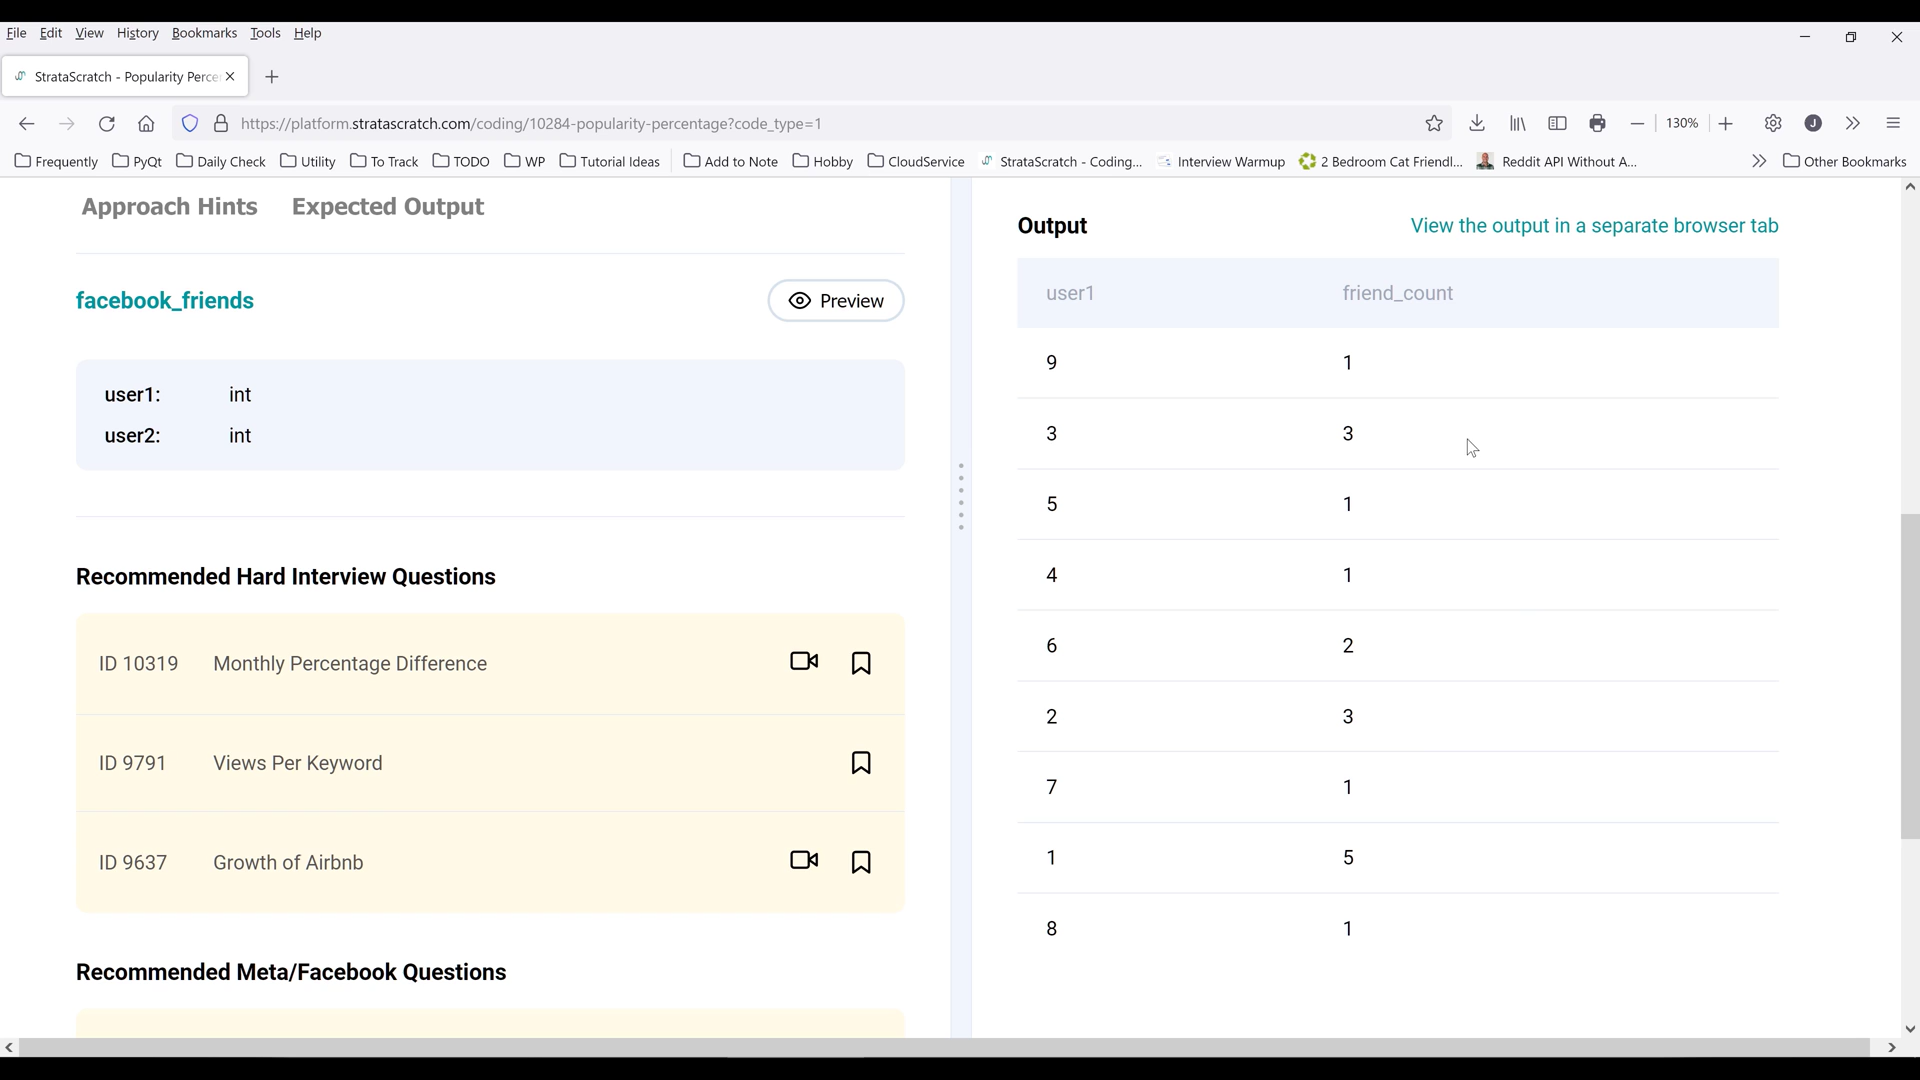 File Edit View History Bookmarks Tools Help
StrataScratch - Popularity Perce
https://platform.stratascratch.com/coding/10284-popularity-percentage?code_type=1
130%
J
Frequently PyQt Daily Check Utility To Track TODO WP Tutorial Ideas Add to Note Hobby CloudService StrataScratch - Coding... Interview Warmup 2 Bedroom Cat Friendl... Reddit API Without A... Other Bookmarks
Approach Hints Expected Output
facebook_friends
Preview
user1: int
user2: int
Recommended Hard Interview Questions
ID 10319 Monthly Percentage Difference
ID 9791 Views Per Keyword
ID 9637 Growth of Airbnb
Recommended Meta/Facebook Questions
Output
View the output in a separate browser tab
user1 friend_count
9 1
3 3
5 1
4 1
6 2
2 3
7 1
1 5
8 1